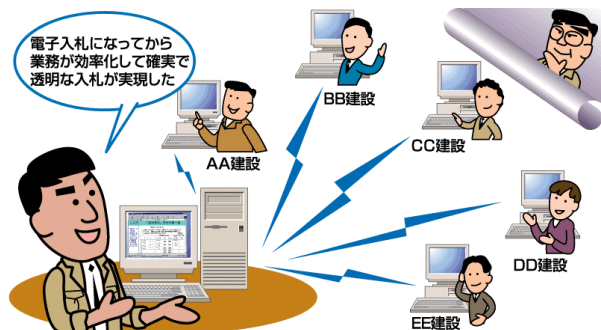 電子入札になってから
業務が効率化して確実で
透明な入札が実現した
AA建設
BB建設
CC建設
DD建設
EE建設